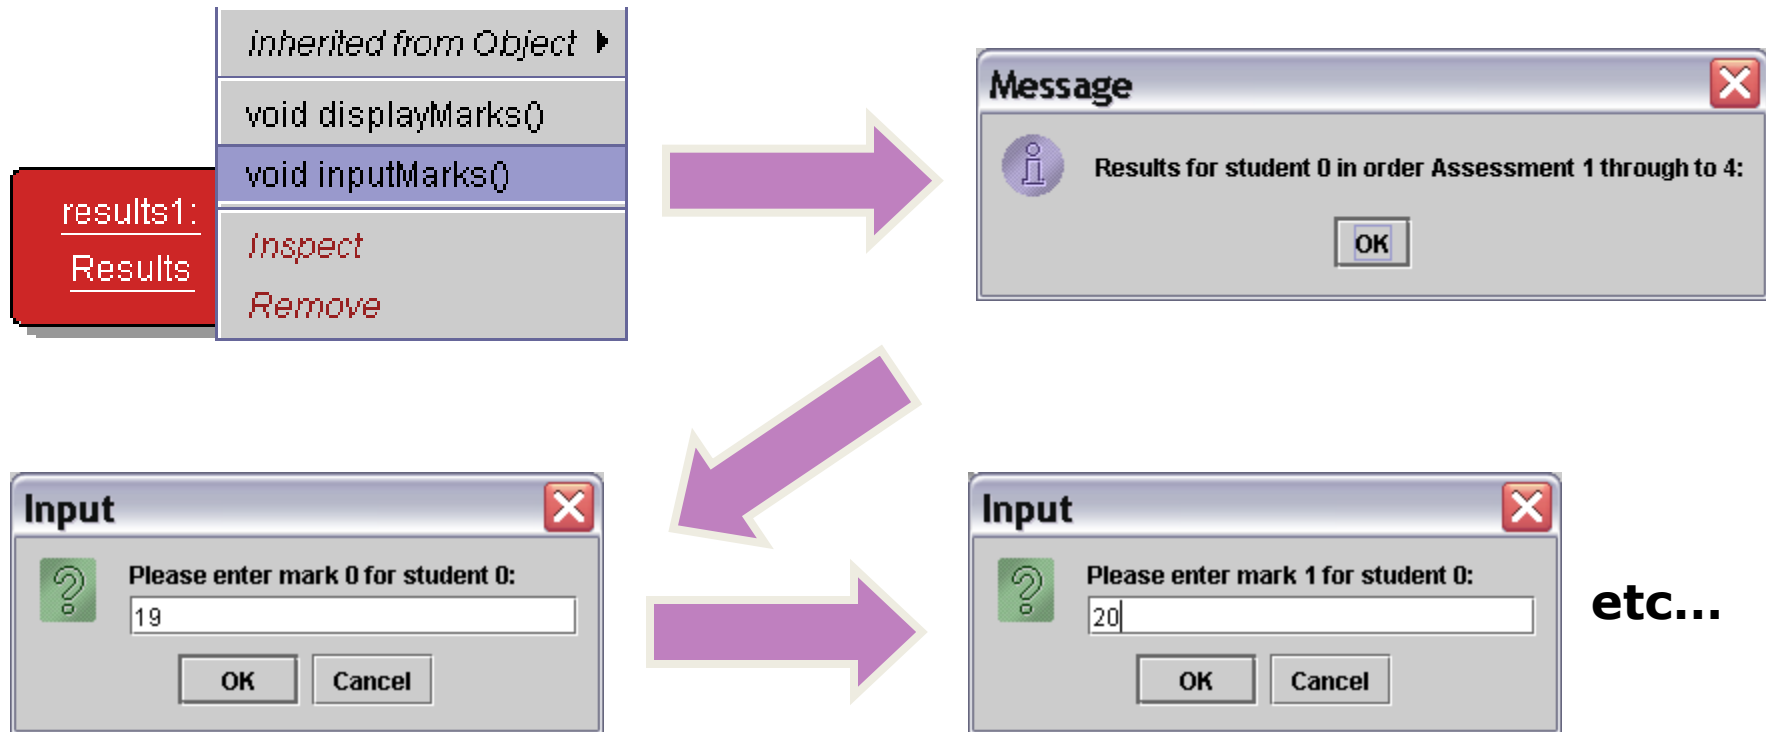 inherited from Object
void displayMarks()
void inputMarks()
Inspect
Remove
results1:
Results
Message
Results for student 0 in order Assessment 1 through to 4:
OK
Input
Please enter mark 0 for student 0:
19
OK Cancel
Input
Please enter mark 1 for student 0:
20
OK Cancel
etc...